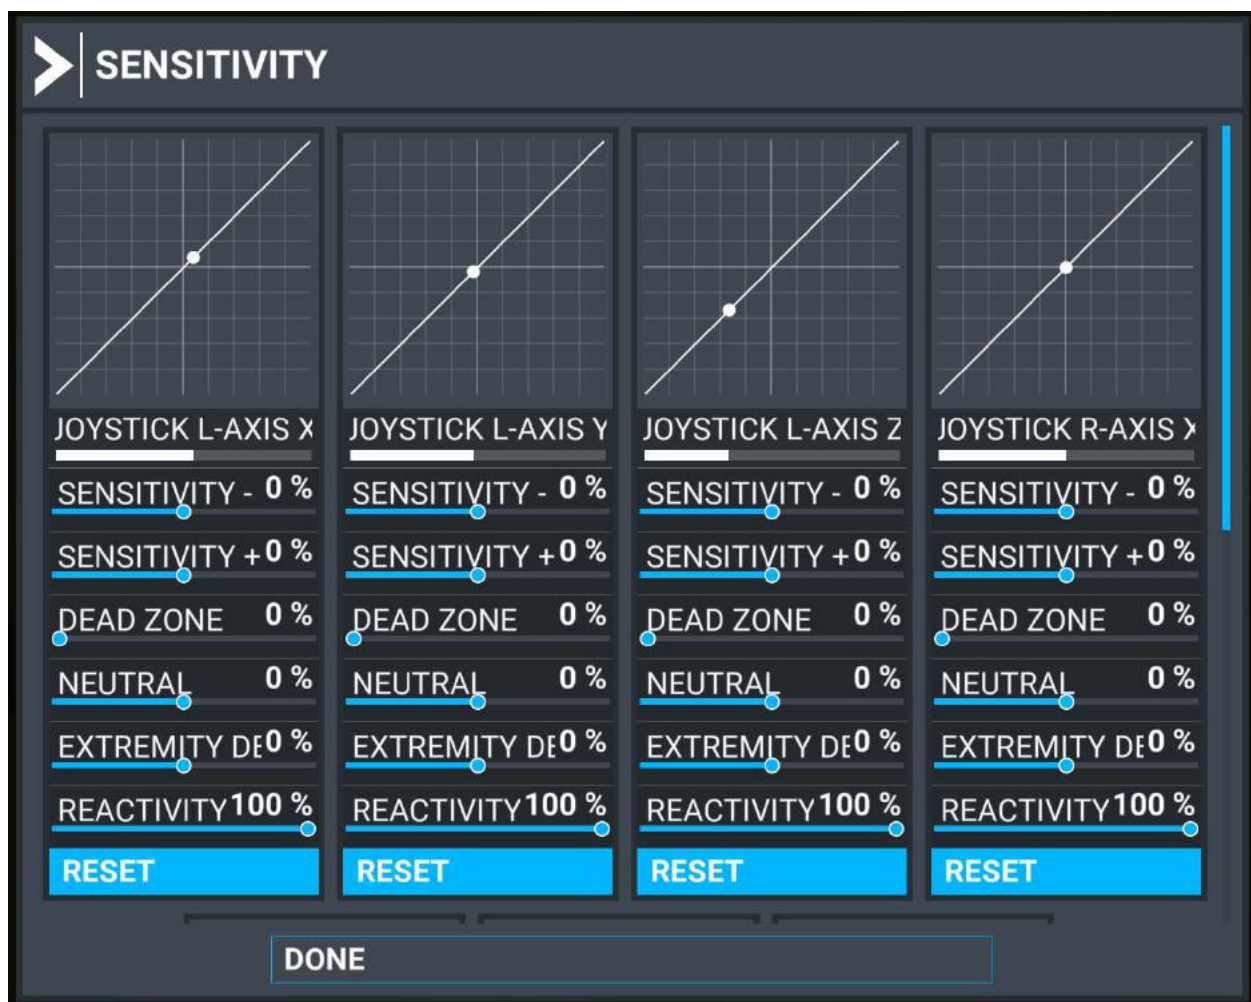 SENSITIVITY
JOYSTICK L-AXIS X
SENSITIVITY - 0 %
SENSITIVITY + 0 %
DEAD ZONE 0 %
NEUTRAL 0 %
EXTREMITY DE 0 %
REACTIVITY 100 %
RESET
JOYSTICK L-AXIS Y
SENSITIVITY - 0 %
SENSITIVITY + 0 %
DEAD ZONE 0 %
NEUTRAL 0 %
EXTREMITY DE 0 %
REACTIVITY 100 %
RESET
JOYSTICK L-AXIS Z
SENSITIVITY - 0 %
SENSITIVITY + 0 %
DEAD ZONE 0 %
NEUTRAL 0 %
EXTREMITY DE 0 %
REACTIVITY 100 %
RESET
JOYSTICK R-AXIS X
SENSITIVITY - 0 %
SENSITIVITY + 0 %
DEAD ZONE 0 %
NEUTRAL 0 %
EXTREMITY DE 0 %
REACTIVITY 100 %
RESET
DONE